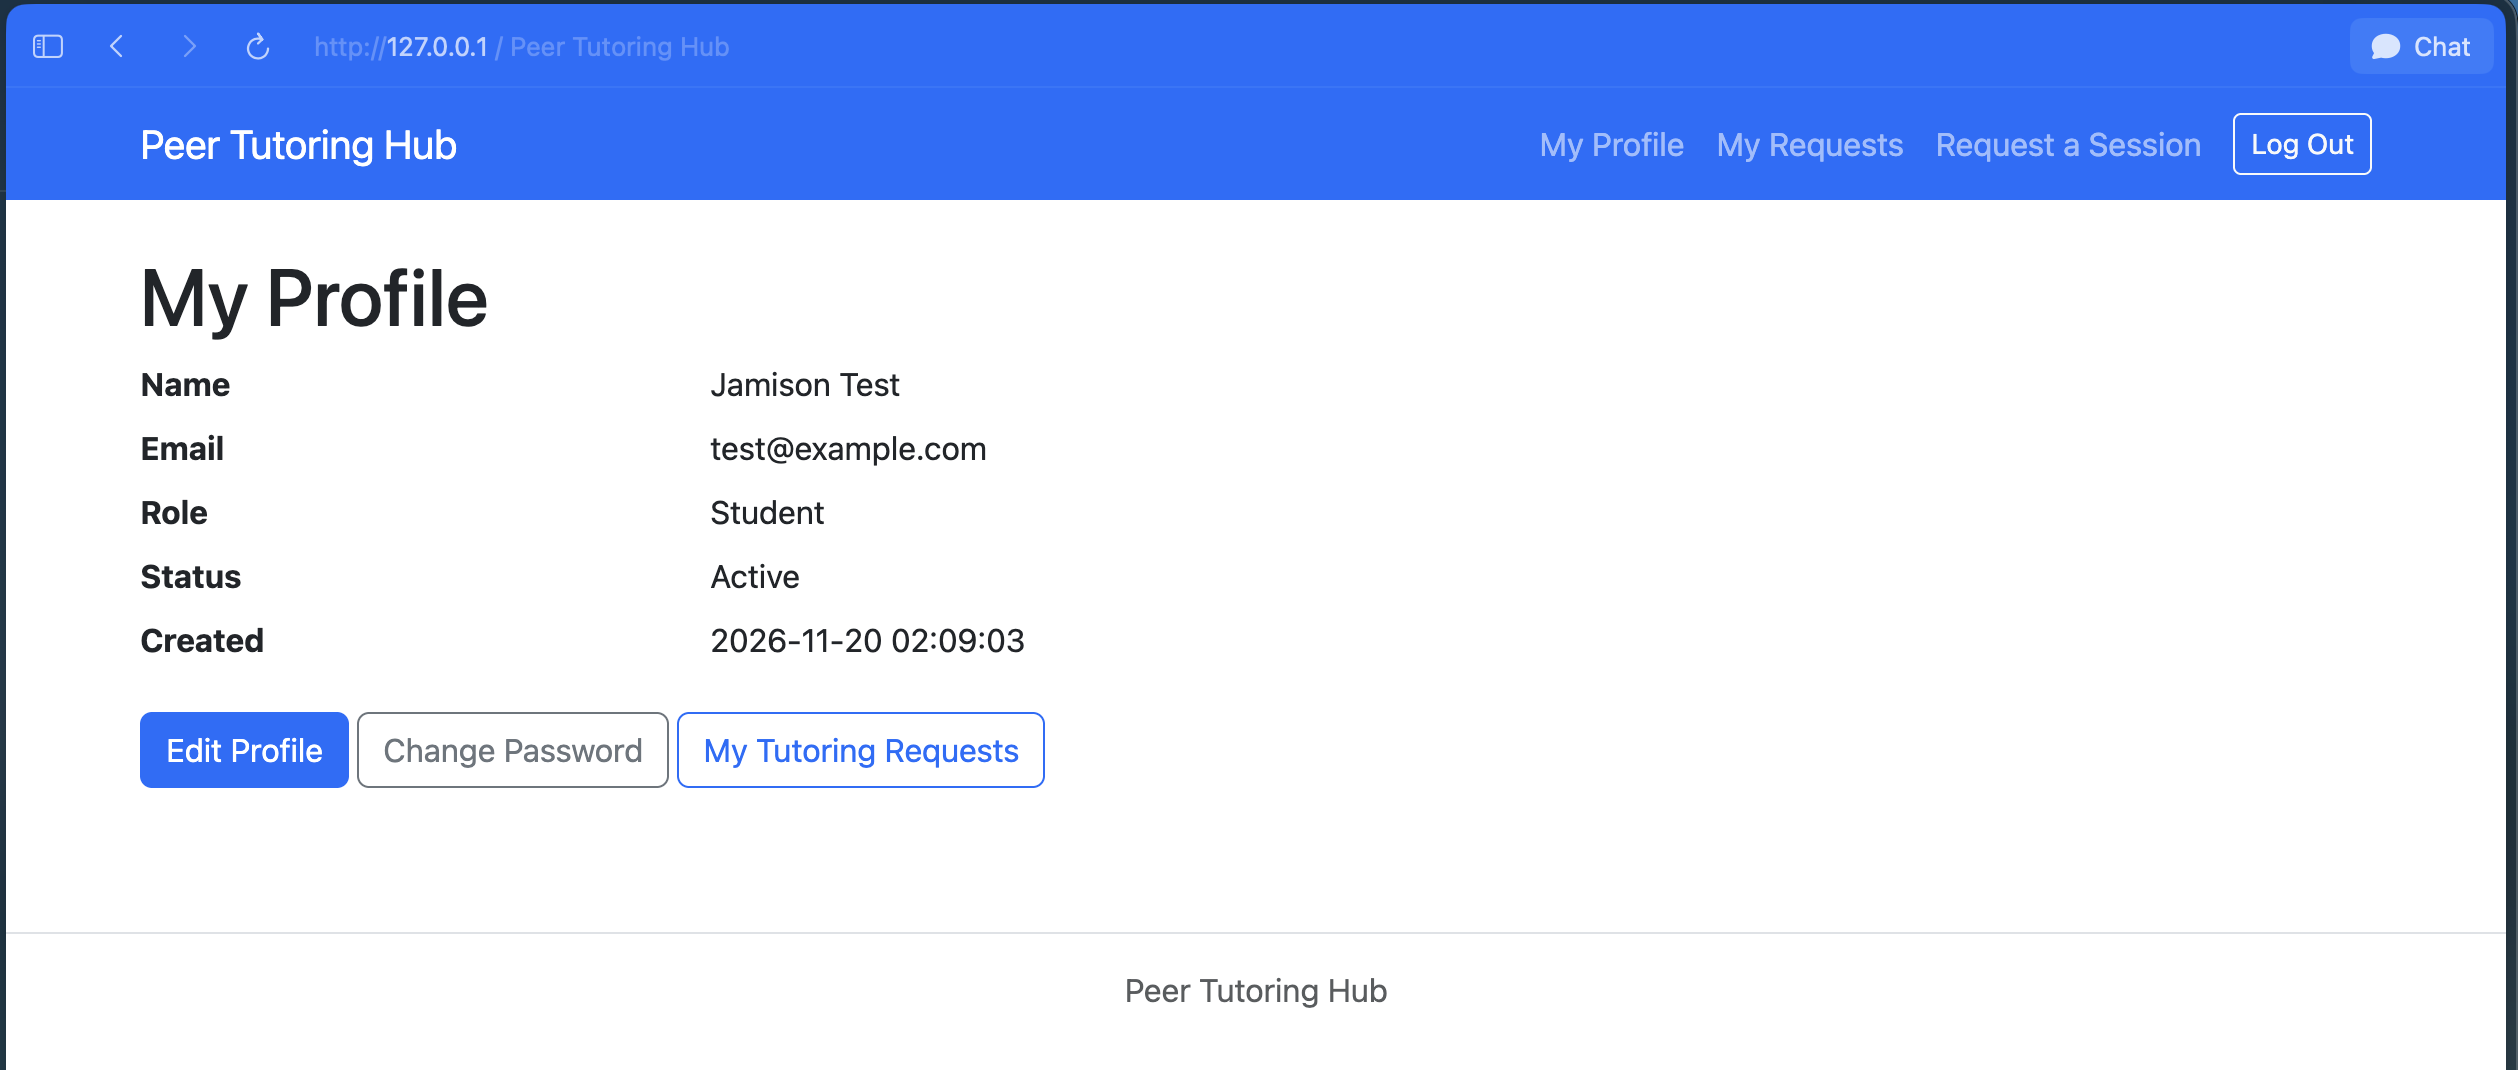 http://127.0.0.1 / Peer Tutoring Hub
Chat
Peer Tutoring Hub
My Profile
My Requests
Request a Session
Log Out
My Profile
Name Jamison Test
Email test@example.com
Role Student
Status Active
Created 2026-11-20 02:09:03
Edit Profile
Change Password
My Tutoring Requests
Peer Tutoring Hub